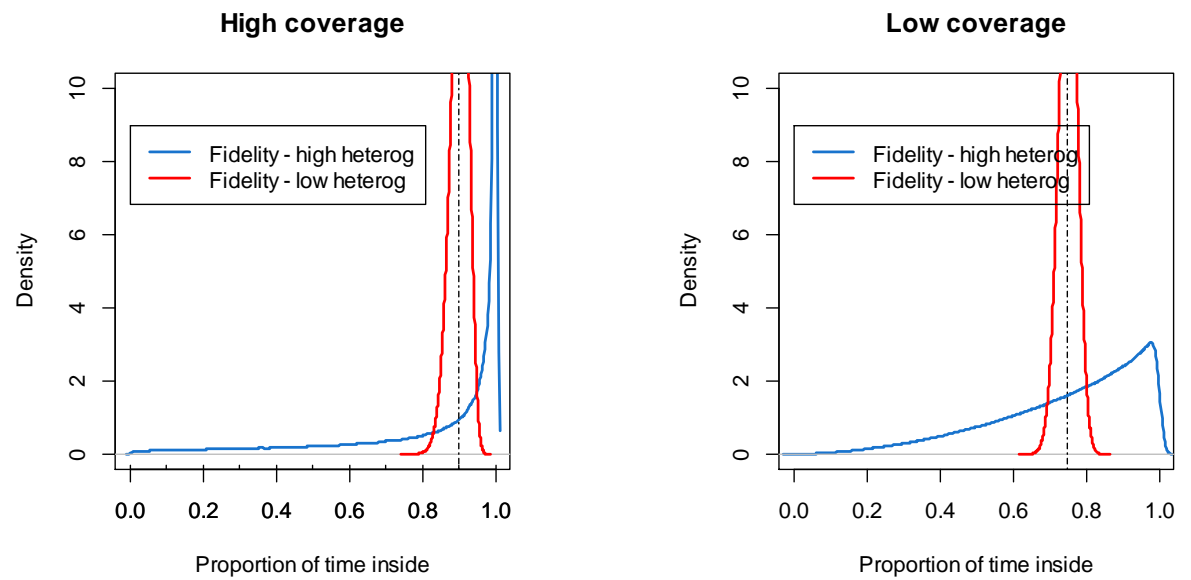 High coverage
10
8
6
4
2
0
Density
Fidelity - high heterog
Fidelity - low heterog
0.0 0.2 0.4 0.6 0.8 1.0
Proportion of time inside
Low coverage
10
8
6
4
2
0
Density
Fidelity - high heterog
Fidelity - low heterog
0.0 0.2 0.4 0.6 0.8 1.0
Proportion of time inside